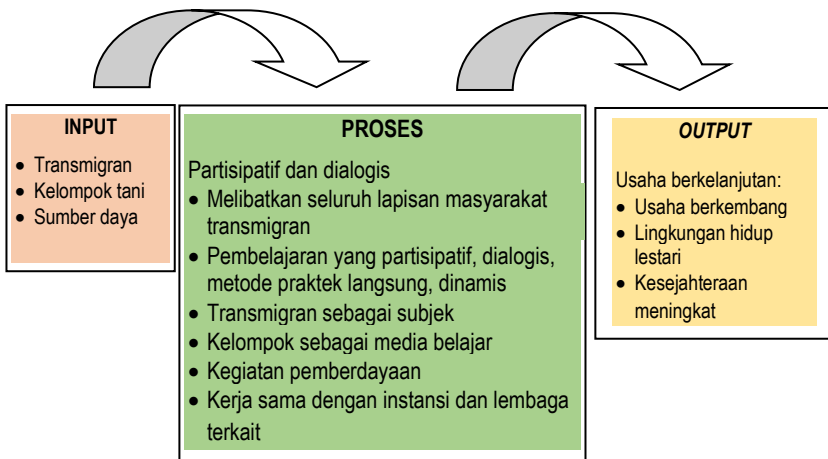 INPUT
• Transmigran
• Kelompok tani
• Sumber daya
PROSES
Partisipatif dan dialogis
• Melibatkan seluruh lapisan masyarakat
transmigran
• Pembelajaran yang partisipatif, dialogis,
metode praktek langsung, dinamis
• Transmigran sebagai subjek
• Kelompok sebagai media belajar
• Kegiatan pemberdayaan
• Kerja sama dengan instansi dan lembaga
terkait
OUTPUT
Usaha berkelanjutan:
• Usaha berkembang
• Lingkungan hidup
lestari
• Kesejahteraan
meningkat